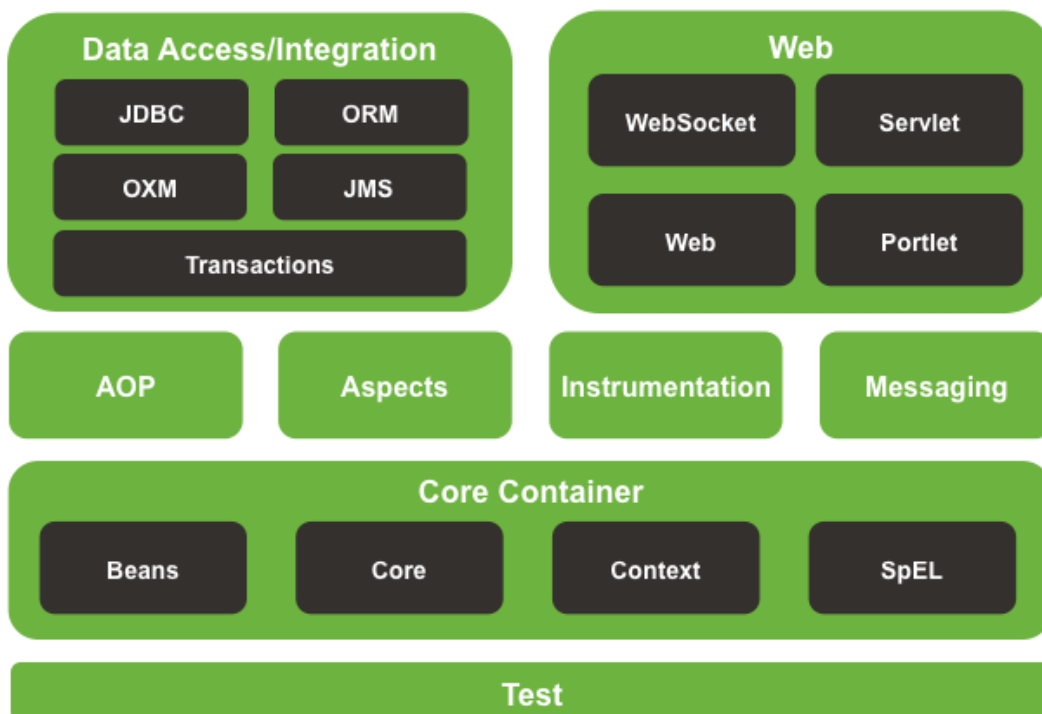 Data Access/Integration
JDBC
ORM
OXM
JMS
Transactions
Web
WebSocket
Servlet
Web
Portlet
AOP
Aspects
Instrumentation
Messaging
Core Container
Beans
Core
Context
SpEL
Test